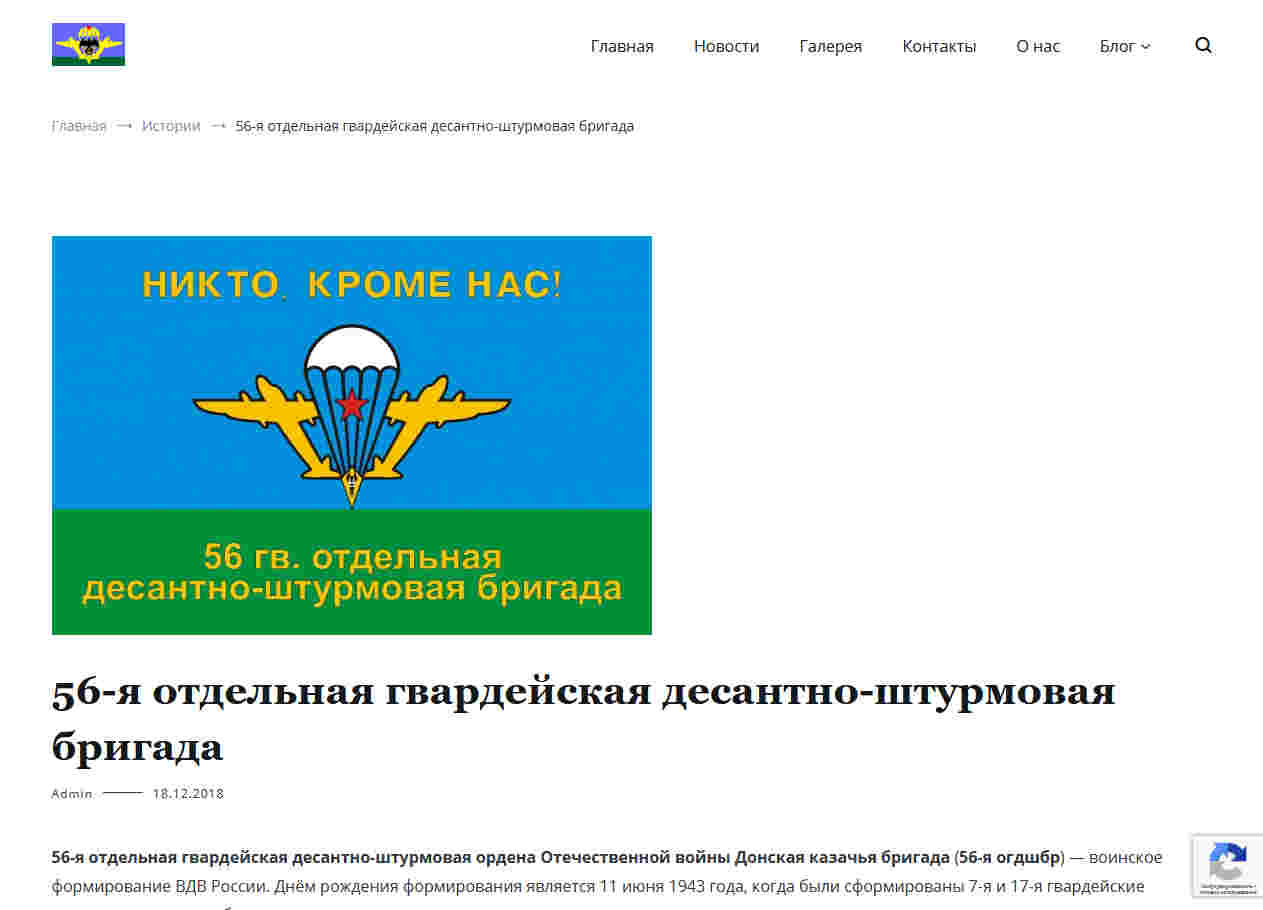 Главная Новости Галерея Контакты О нас Блог
Главная → Истории → 56-я отдельная гвардейская десантно-штурмовая бригада
НИКТО, КРОМЕ НАС!
56 гв. отдельная
десантно-штурмовая бригада
56-я отдельная гвардейская десантно-штурмовая
бригада
Admin 18.12.2018
56-я отдельная гвардейская десантно-штурмовая ордена Отечественной войны Донская казачья бригада (56-я огдшбр) — воинское
формирование ВДВ России. Днём рождения формирования является 11 июня 1943 года, когда были сформированы 7-я и 17-я гвардейские